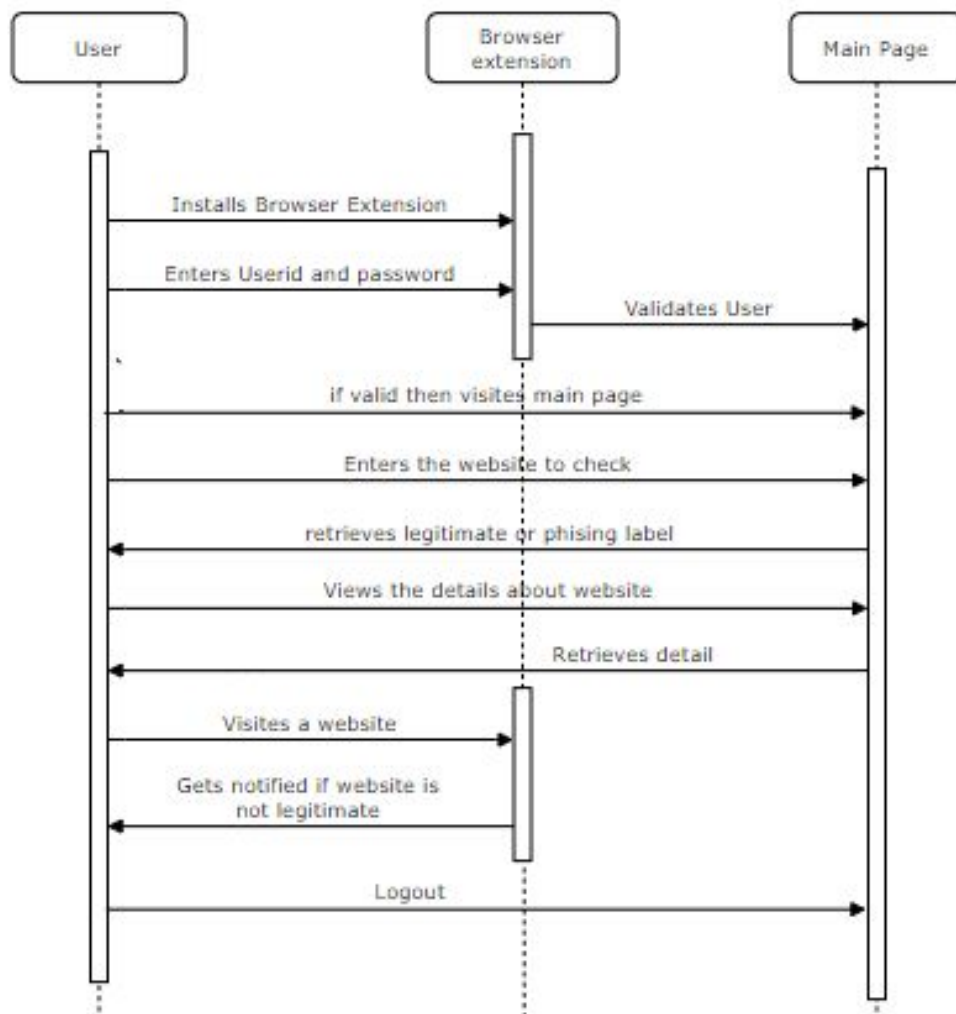 User
Browser
extension
Main Page
Installs Browser Extension
Enters Userid and password
Validates User
if valid then visites main page
Enters the website to check
retrieves legitimate or phising label
Views the details about website
Retrieves detail
Visites a website
Gets notified if website is
not legitimate
Logout